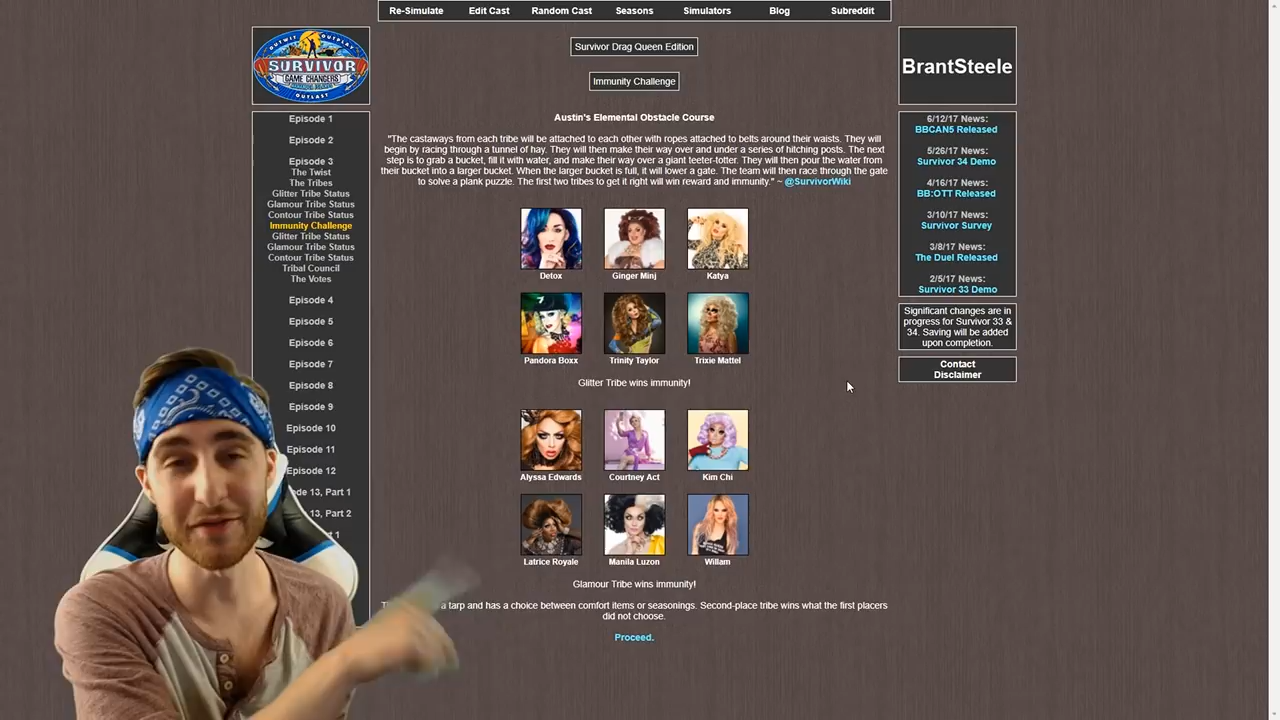 Re-Simulate Edit Cast Random Cast Seasons Simulators Blog Subreddit
OUTWIT OUTPLAY
SURVIVOR
GAME CHANGERS
OUTLAST
Episode 1
Episode 2
Episode 3
The Twist
The Tribes
Glitter Tribe Status
Glamour Tribe Status
Contour Tribe Status
Immunity Challenge
Glitter Tribe Status
Glamour Tribe Status
Contour Tribe Status
Tribal Council
The Votes
Episode 4
Episode 5
Episode 6
Episode 7
Episode 8
Episode 9
Episode 10
Episode 11
Episode 12
de 13, Part 1
13, Part 2
rt 1
Survivor Drag Queen Edition
Immunity Challenge
Austin's Elemental Obstacle Course
"The castaways from each tribe will be attached to each other with ropes attached to belts around their waists. They will
begin by racing through a tunnel of hay. They will then make their way over and under a series of hitching posts. The next
step is to grab a bucket, fill it with water, and make their way over a giant teeter-totter. They will then pour the water from
their bucket into a larger bucket. When the larger bucket is full, it will lower a gate. The team will then race through the gate
to solve a plank puzzle. The first two tribes to get it right will win reward and immunity." ~ @SurvivorWiki
Detox Ginger Minj Katya
Pandora Boxx Trinity Taylor Trixie Mattel
Glitter Tribe wins immunity!
Alyssa Edwards Courtney Act Kim Chi
Latrice Royale Manila Luzon Willam
Glamour Tribe wins immunity!
a tarp and has a choice between comfort items or seasonings. Second-place tribe wins what the first placers
did not choose.
Proceed.
BrantSteele
6/12/17 News:
BBCAN5 Released
5/26/17 News:
Survivor 34 Demo
4/16/17 News:
BB:OTT Released
3/10/17 News:
Survivor Survey
3/8/17 News:
The Duel Released
2/5/17 News:
Survivor 33 Demo
Significant changes are in
progress for Survivor 33 &
34. Saving will be added
upon completion.
Contact
Disclaimer